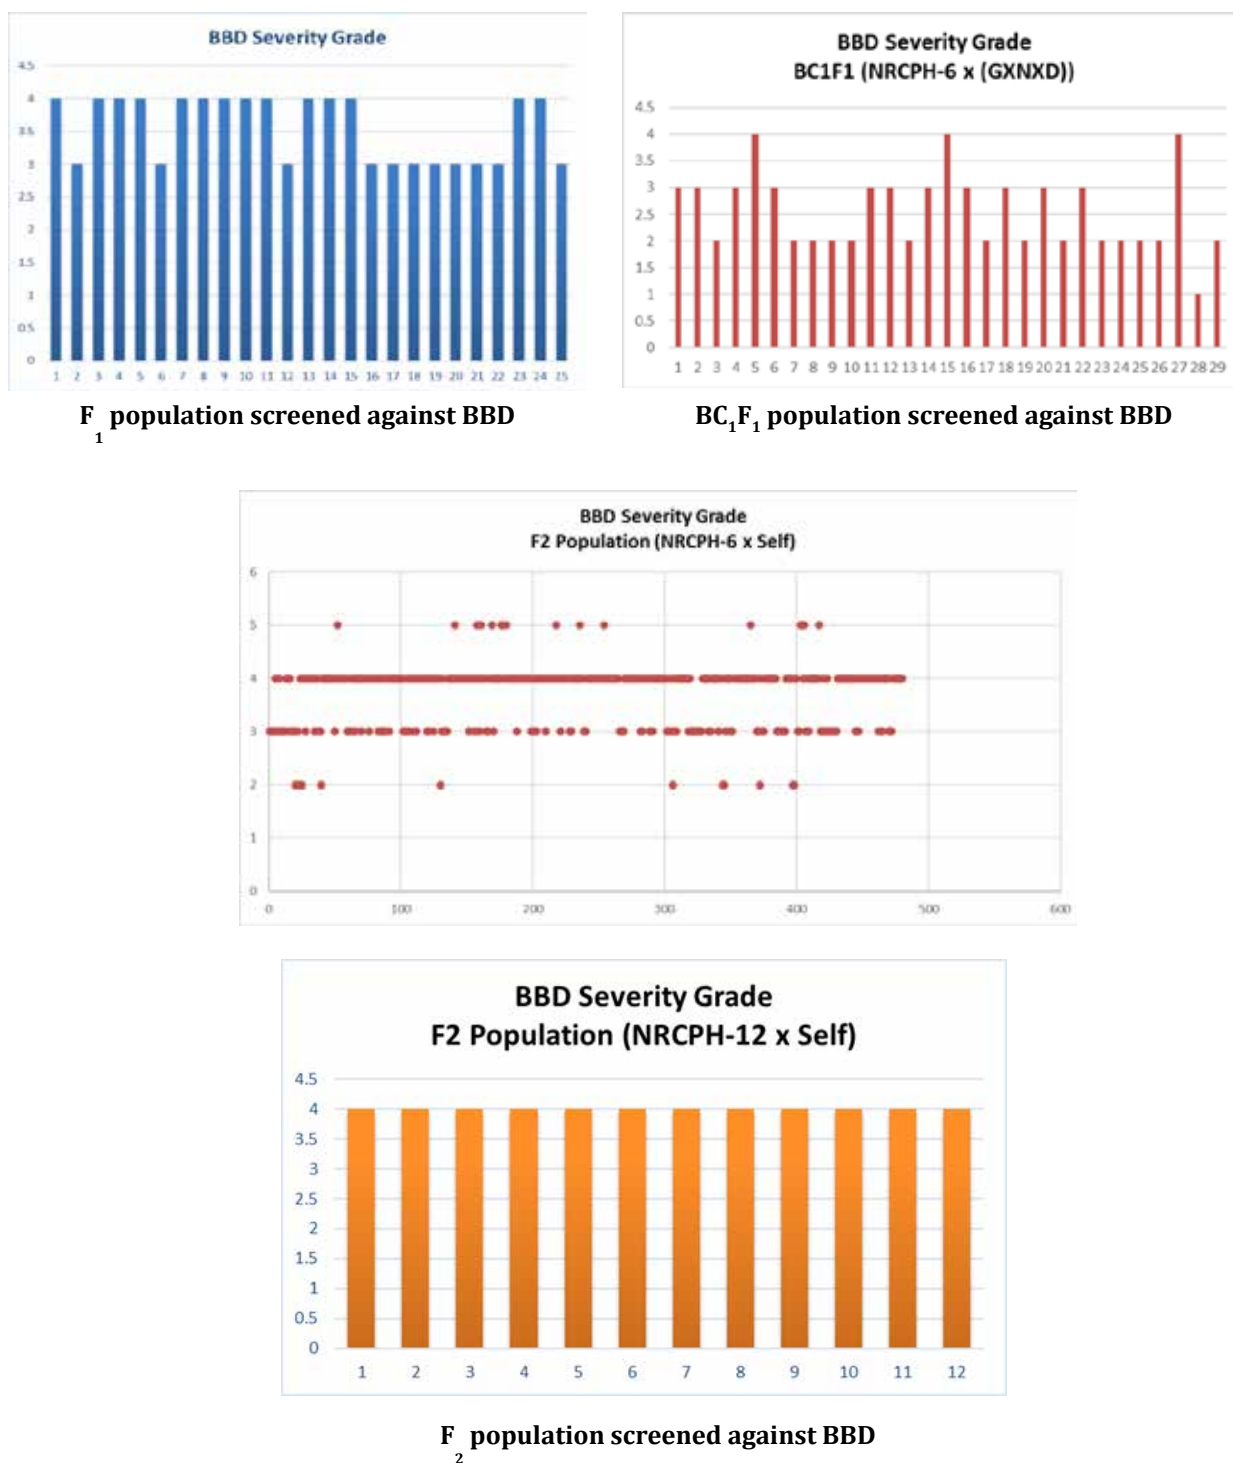 BBD Severity Grade
4.5
4
3.5
3
2.5
2
1.5
1
0.5
0
1 2 3 4 5 6 7 8 9 10 11 12 13 14 15 16 17 18 19 20 21 22 23 24 25
F₁ population screened against BBD
BBD Severity Grade
BC1F1 (NRCPH-6 x (GXNXD))
4.5
4
3.5
3
2.5
2
1.5
1
0.5
0
1 2 3 4 5 6 7 8 9 10 11 12 13 14 15 16 17 18 19 20 21 22 23 24 25 26 27 28 29
BC₁F₁ population screened against BBD
BBD Severity Grade
F2 Population (NRCPH-6 x Self)
6
5
4
3
2
1
0
0 100 200 300 400 500 600
BBD Severity Grade
F2 Population (NRCPH-12 x Self)
4.5
4
3.5
3
2.5
2
1.5
1
0.5
0
1 2 3 4 5 6 7 8 9 10 11 12
F₂ population screened against BBD